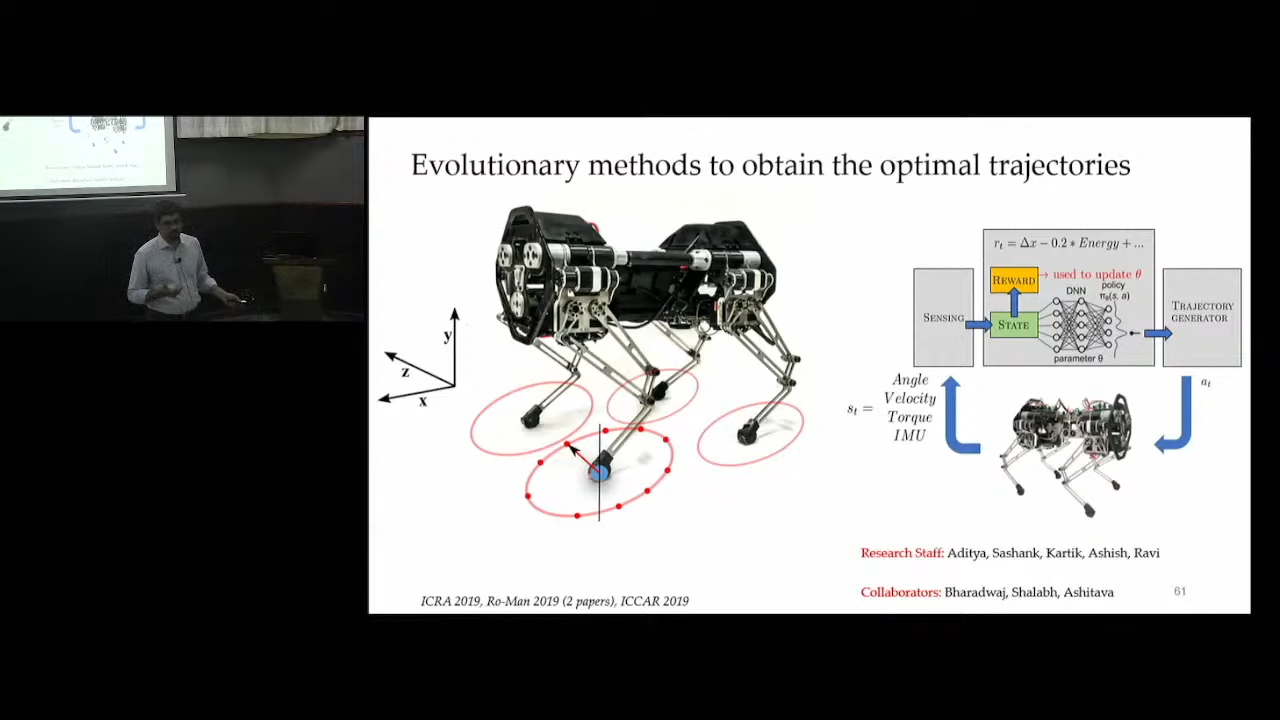 Evolutionary methods to obtain the optimal trajectories
y
z
x
r_t = Δx − 0.2 * Energy + ...
REWARD
→ used to update θ
DNN
policy
π_θ(s, a)
SENSING
STATE
TRAJECTORY
GENERATOR
parameter θ
s_t =
Angle
Velocity
Torque
IMU
a_t
Research Staff: Aditya, Sashank, Kartik, Ashish, Ravi
Collaborators: Bharadwaj, Shalabh, Ashitava
61
ICRA 2019, Ro-Man 2019 (2 papers), ICCAR 2019